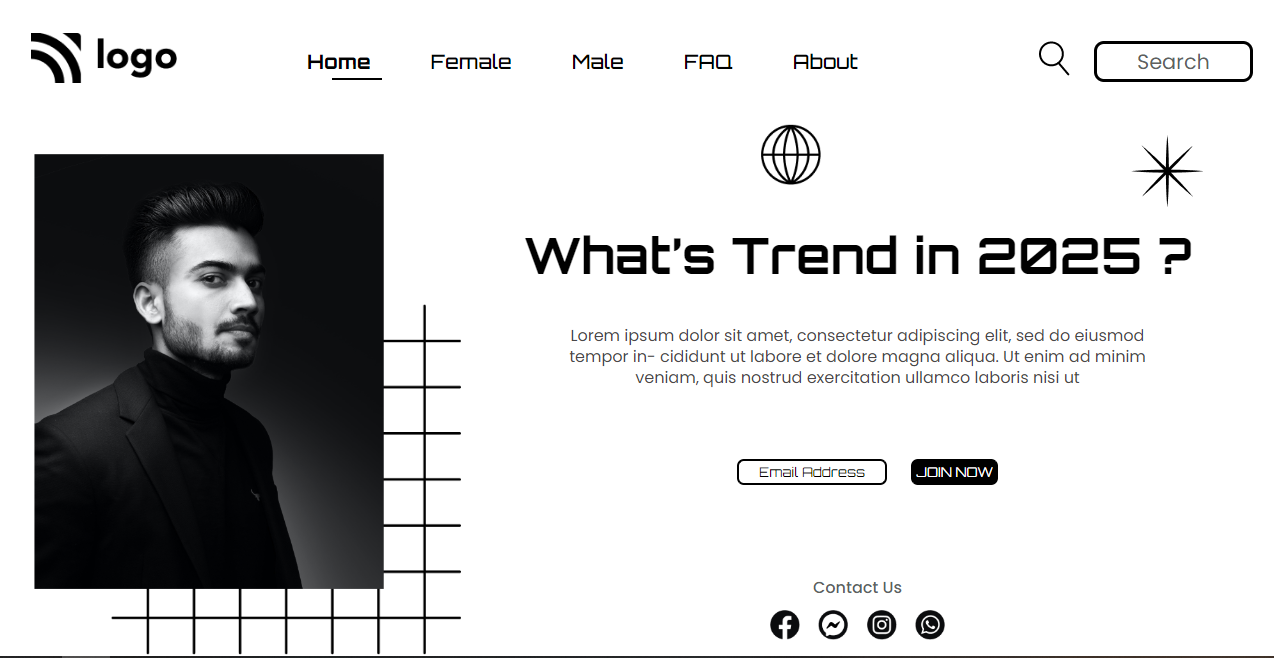 logo
Home Female Male FAQ About
Search
What's Trend in 2025 ?
Lorem ipsum dolor sit amet, consectetur adipiscing elit, sed do eiusmod
tempor in- cididunt ut labore et dolore magna aliqua. Ut enim ad minim
veniam, quis nostrud exercitation ullamco laboris nisi ut
Email Address JOIN NOW
Contact Us